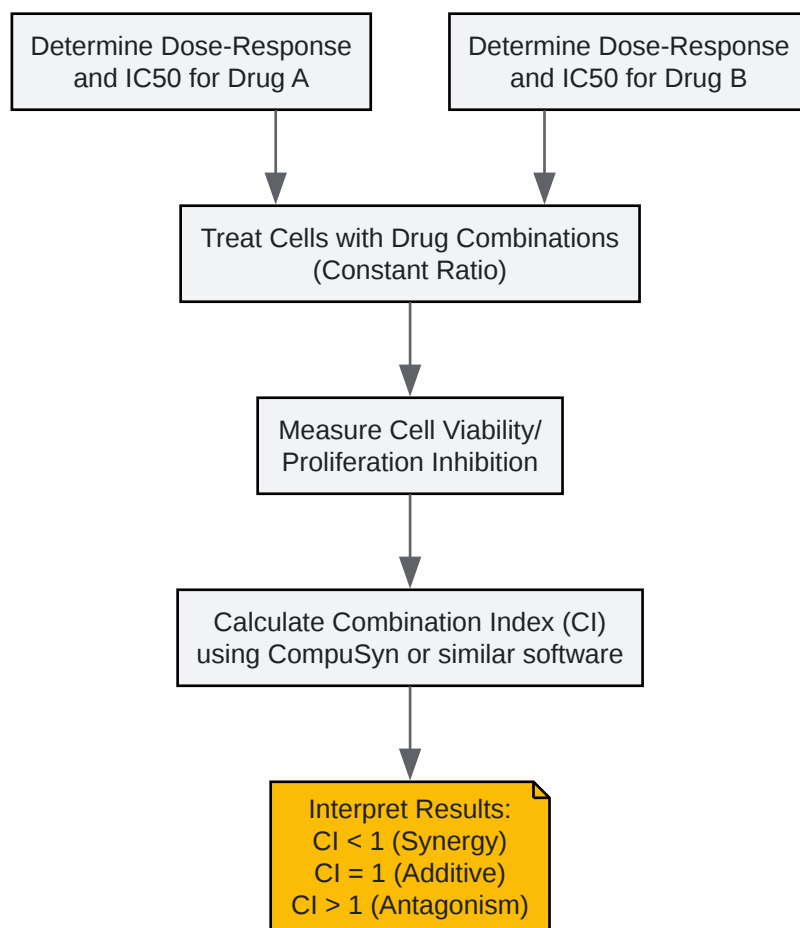 Determine Dose-Response
and IC50 for Drug A
Determine Dose-Response
and IC50 for Drug B
Treat Cells with Drug Combinations
(Constant Ratio)
Measure Cell Viability/
Proliferation Inhibition
Calculate Combination Index (CI)
using CompuSyn or similar software
Interpret Results:
CI < 1 (Synergy)
CI = 1 (Additive)
CI > 1 (Antagonism)